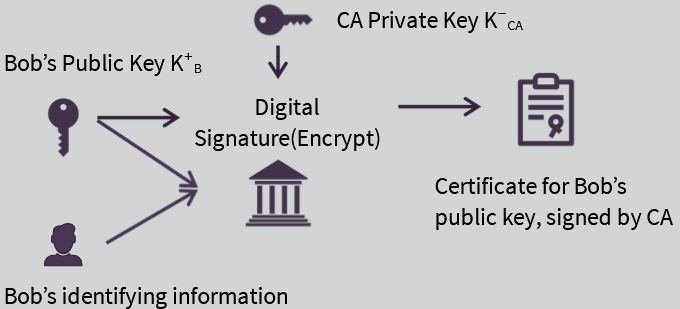 CA Private Key K⁻CA
Bob’s Public Key K⁺B
Digital
Signature(Encrypt)
Certificate for Bob’s
public key, signed by CA
Bob’s identifying information